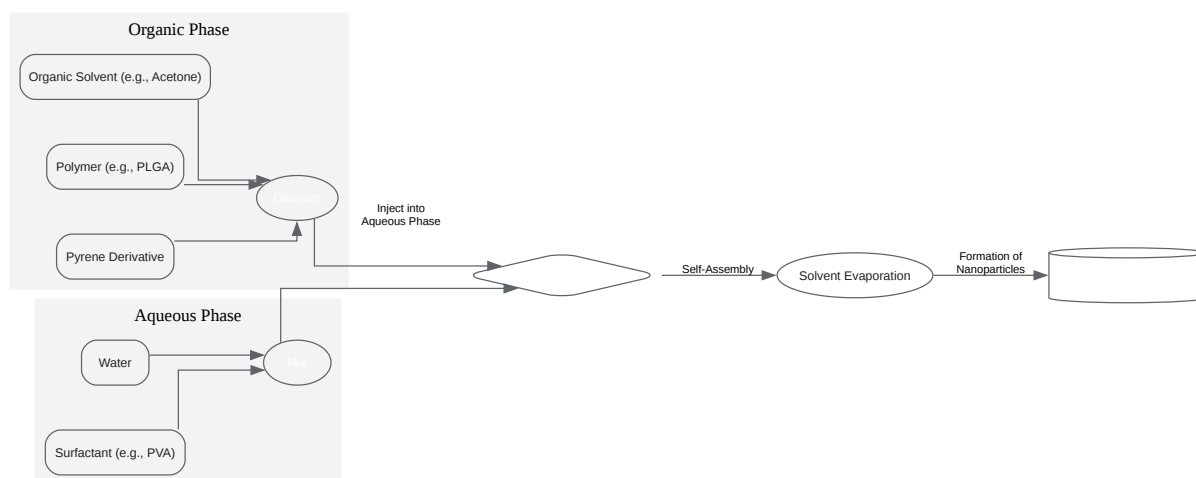 Organic Phase
Organic Solvent (e.g., Acetone)
Polymer (e.g., PLGA)
Dissolve
Pyrene Derivative
Inject into
Aqueous Phase
Self-Assembly
Solvent Evaporation
Formation of
Nanoparticles
Aqueous Phase
Water
Mix
Surfactant (e.g., PVA)